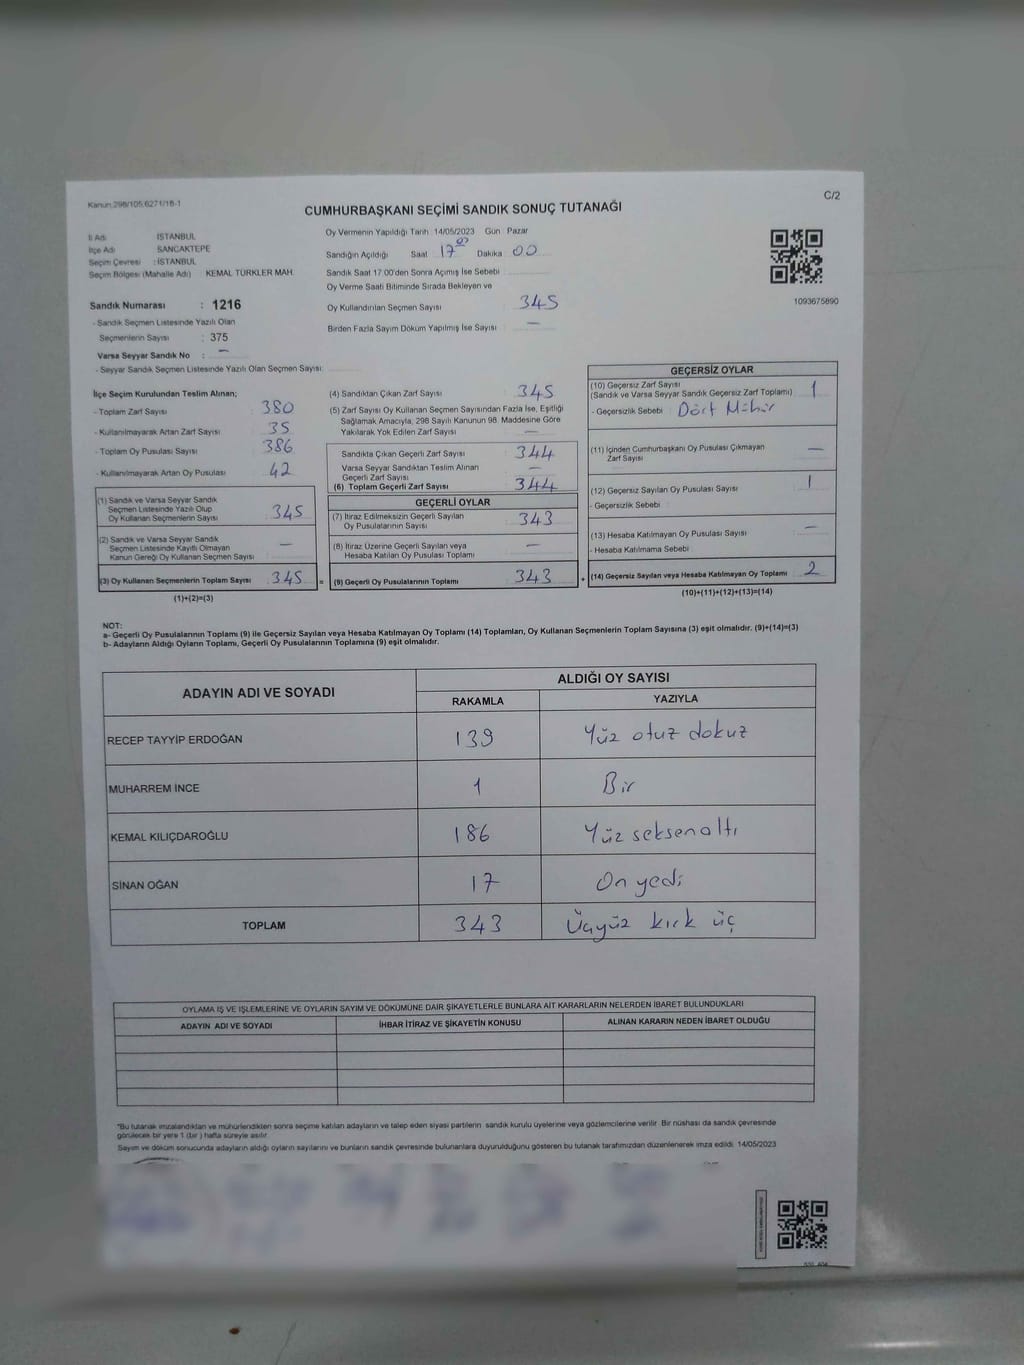 Kanun:298/105,6271/18-1
C/2
CUMHURBAŞKANI SEÇİMİ SANDIK SONUÇ TUTANAĞI
İl Adı : İSTANBUL
İlçe Adı : SANCAKTEPE
Seçim Çevresi : İSTANBUL
Seçim Bölgesi (Mahalle Adı) KEMAL TÜRKLER MAH.
Sandık Numarası : 1216
- Sandık Seçmen Listesinde Yazılı Olan
Seçmenlerin Sayısı : 375
Varsa Seyyar Sandık No : —
- Seyyar Sandık Seçmen Listesinde Yazılı Olan Seçmen Sayısı:
Oy Vermenin Yapıldığı Tarih 14/05/2023 Gün Pazar
Sandığın Açıldığı Saat 17 00 Dakika 00
Sandık Saat 17.00'den Sonra Açımış İse Sebebi
Oy Verme Saati Bitiminde Sırada Bekleyen ve
Oy Kullandırılan Seçmen Sayısı 345
Birden Fazla Sayım Döküm Yapılmış İse Sayısı —
1093675890
İlçe Seçim Kurulundan Teslim Alınan;
- Toplam Zarf Sayısı 380
- Kullanılmayarak Artan Zarf Sayısı 35
- Toplam Oy Pusulası Sayısı 386
- Kullanılmayarak Artan Oy Pusulası 42
(1) Sandık ve Varsa Seyyar Sandık
Seçmen Listesinde Yazılı Olup
Oy Kullanan Seçmenlerin Sayısı : 345
(2) Sandık ve Varsa Seyyar Sandık
Seçmen Listesinde Kayıtlı Olmayan
Kanun Gereği Oy Kullanan Seçmen Sayısı : —
(3) Oy Kullanan Seçmenlerin Toplam Sayısı : 345 =
(1)+(2)=(3)
(4) Sandıktan Çıkan Zarf Sayısı : 345
(5) Zarf Sayısı Oy Kullanan Seçmen Sayısından Fazla İse, Eşitliği
Sağlamak Amacıyla, 298 Sayılı Kanunun 98. Maddesine Göre
Yakılarak Yok Edilen Zarf Sayısı : —
Sandıkta Çıkan Geçerli Zarf Sayısı : 344
Varsa Seyyar Sandıktan Teslim Alınan
Geçerli Zarf Sayısı : —
(6) Toplam Geçerli Zarf Sayısı : 344
GEÇERLİ OYLAR
(7) İtiraz Edilmeksizin Geçerli Sayılan
Oy Pusulalarının Sayısı : 343
(8) İtiraz Üzerine Geçerli Sayılan veya
Hesaba Katılan Oy Pusulası Toplamı : —
(9) Geçerli Oy Pusulalarının Toplamı : 343 +
GEÇERSİZ OYLAR
(10) Geçersiz Zarf Sayısı
(Sandık ve Varsa Seyyar Sandık Geçersiz Zarf Toplamı) : 1
- Geçersizlik Sebebi : Dört Mühür
(11) İçinden Cumhurbaşkanı Oy Pusulası Çıkmayan
Zarf Sayısı : —
(12) Geçersiz Sayılan Oy Pusulası Sayısı : 1
- Geçersizlik Sebebi :
(13) Hesaba Katılmayan Oy Pusulası Sayısı : —
- Hesaba Katılmama Sebebi :
(14) Geçersiz Sayılan veya Hesaba Katılmayan Oy Toplamı : 2
(10)+(11)+(12)+(13)=(14)
NOT:
a- Geçerli Oy Pusulalarının Toplamı (9) ile Geçersiz Sayılan veya Hesaba Katılmayan Oy Toplamı (14) Toplamları, Oy Kullanan Seçmenlerin Toplam Sayısına (3) eşit olmalıdır. (9)+(14)=(3)
b- Adayların Aldığı Oyların Toplamı, Geçerli Oy Pusulalarının Toplamına (9) eşit olmalıdır.
ADAYIN ADI VE SOYADI
ALDIĞI OY SAYISI
RAKAMLA YAZIYLA
RECEP TAYYİP ERDOĞAN 139 Yüz otuz dokuz
MUHARREM İNCE 1 Bir
KEMAL KILIÇDAROĞLU 186 Yüz seksen altı
SİNAN OĞAN 17 On yedi
TOPLAM 343 Üçyüz kırk üç
OYLAMA İŞ VE İŞLEMLERİNE VE OYLARIN SAYIM VE DÖKÜMÜNE DAİR ŞİKAYETLERLE BUNLARA AİT KARARLARIN NELERDEN İBARET BULUNDUKLARI
ADAYIN ADI VE SOYADI İHBAR İTİRAZ VE ŞİKAYETİN KONUSU ALINAN KARARIN NEDEN İBARET OLDUĞU
*Bu tutanak imzalandıktan ve mühürlendikten sonra seçime katılan adayların ve talep eden siyasi partilerin sandık kurulu üyelerine veya gözlemcilerine verilir. Bir nüshası da sandık çevresinde
görülecek bir yere 1 (bir) hafta süreyle asılır.
Sayım ve döküm sonucunda adayların aldığı oyların sayılarını ve bunların sandık çevresinde bulunanlara duyurulduğunu gösteren bu tutanak tarafımızdan düzenlenerek imza edildi. 14/05/2023